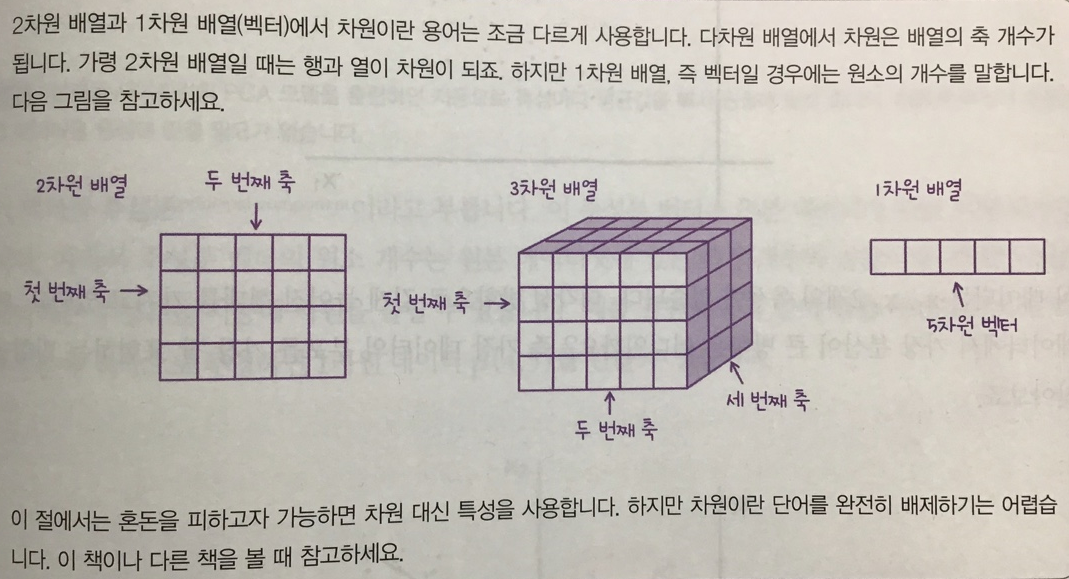 2차원 배열과 1차원 배열(벡터)에서 차원이란 용어는 조금 다르게 사용합니다. 다차원 배열에서 차원은 배열의 축 개수가
됩니다. 가령 2차원 배열일 때는 행과 열이 차원이 되죠. 하지만 1차원 배열, 즉 벡터일 경우에는 원소의 개수를 말합니다.
다음 그림을 참고하세요.
2차원 배열
두 번째 축
첫 번째 축
3차원 배열
첫 번째 축
두 번째 축
세 번째 축
1차원 배열
5차원 벡터
이 절에서는 혼돈을 피하고자 가능하면 차원 대신 특성을 사용합니다. 하지만 차원이란 단어를 완전히 배제하기는 어렵습
니다. 이 책이나 다른 책을 볼 때 참고하세요.